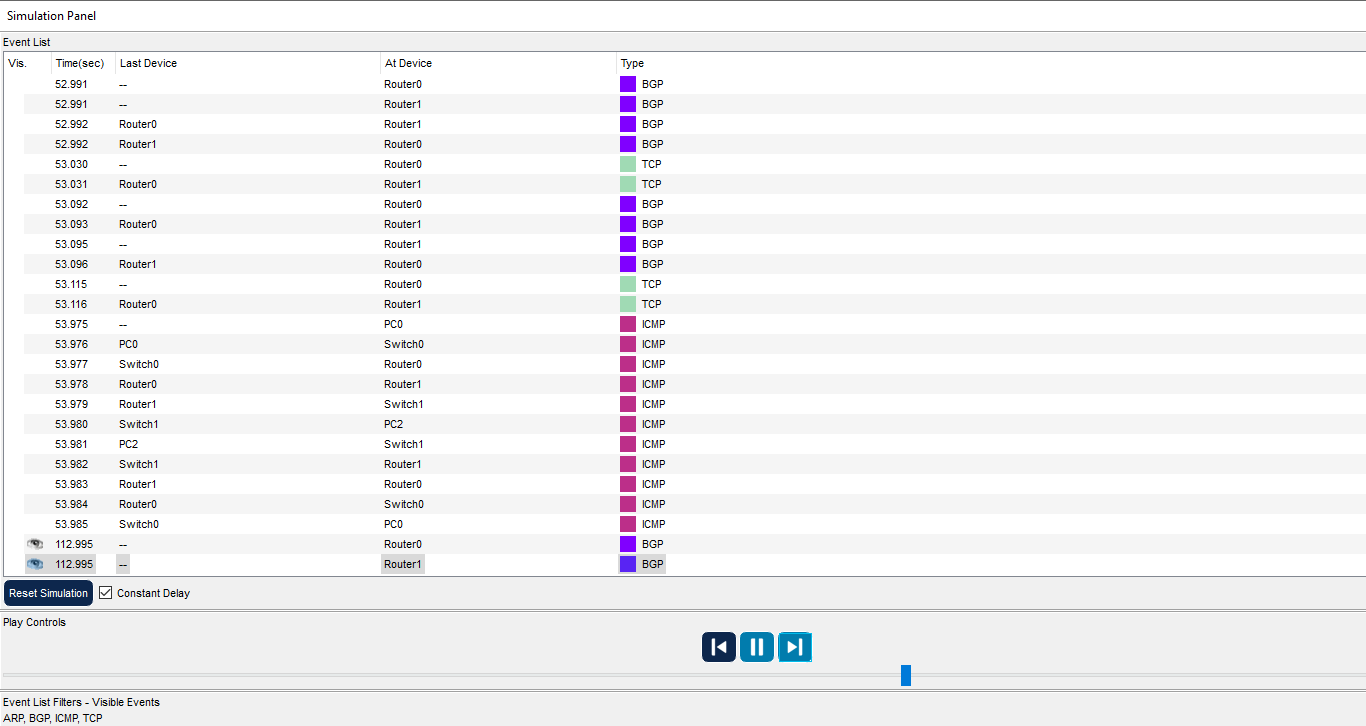 Simulation Panel
Event List
Vis. Time(sec) Last Device At Device Type
52.991 -- Router0 BGP
52.991 -- Router1 BGP
52.992 Router0 Router1 BGP
52.992 Router1 Router0 BGP
53.030 -- Router0 TCP
53.031 Router0 Router1 TCP
53.092 -- Router0 BGP
53.093 Router0 Router1 BGP
53.095 -- Router1 BGP
53.096 Router1 Router0 BGP
53.115 -- Router0 TCP
53.116 Router0 Router1 TCP
53.975 -- PC0 ICMP
53.976 PC0 Switch0 ICMP
53.977 Switch0 Router0 ICMP
53.978 Router0 Router1 ICMP
53.979 Router1 Switch1 ICMP
53.980 Switch1 PC2 ICMP
53.981 PC2 Switch1 ICMP
53.982 Switch1 Router1 ICMP
53.983 Router1 Router0 ICMP
53.984 Router0 Switch0 ICMP
53.985 Switch0 PC0 ICMP
112.995 -- Router0 BGP
112.995 -- Router1 BGP
Reset Simulation Constant Delay
Play Controls
Event List Filters - Visible Events
ARP, BGP, ICMP, TCP